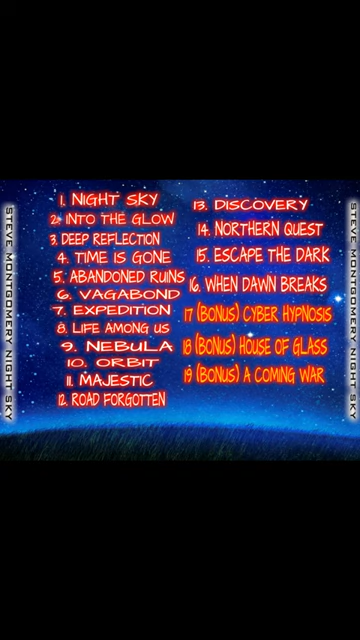 STEVE MONTGOMERY NIGHT SKY
1. NIGHT SKY
2. INTO THE GLOW
3. DEEP REFLECTION
4. TIME IS GONE
5. ABANDONED RUINS
6. VAGABOND
7. EXPEDITION
8. LIFE AMONG US
9. NEBULA
10. ORBIT
11. MAJESTIC
12. ROAD FORGOTTEN
13. DISCOVERY
14. NORTHERN QUEST
15. ESCAPE THE DARK
16. WHEN DAWN BREAKS
17 (BONUS) CYBER HYPNOSIS
18 (BONUS) HOUSE OF GLASS
19 (BONUS) A COMING WAR
STEVE MONTGOMERY NIGHT SKY